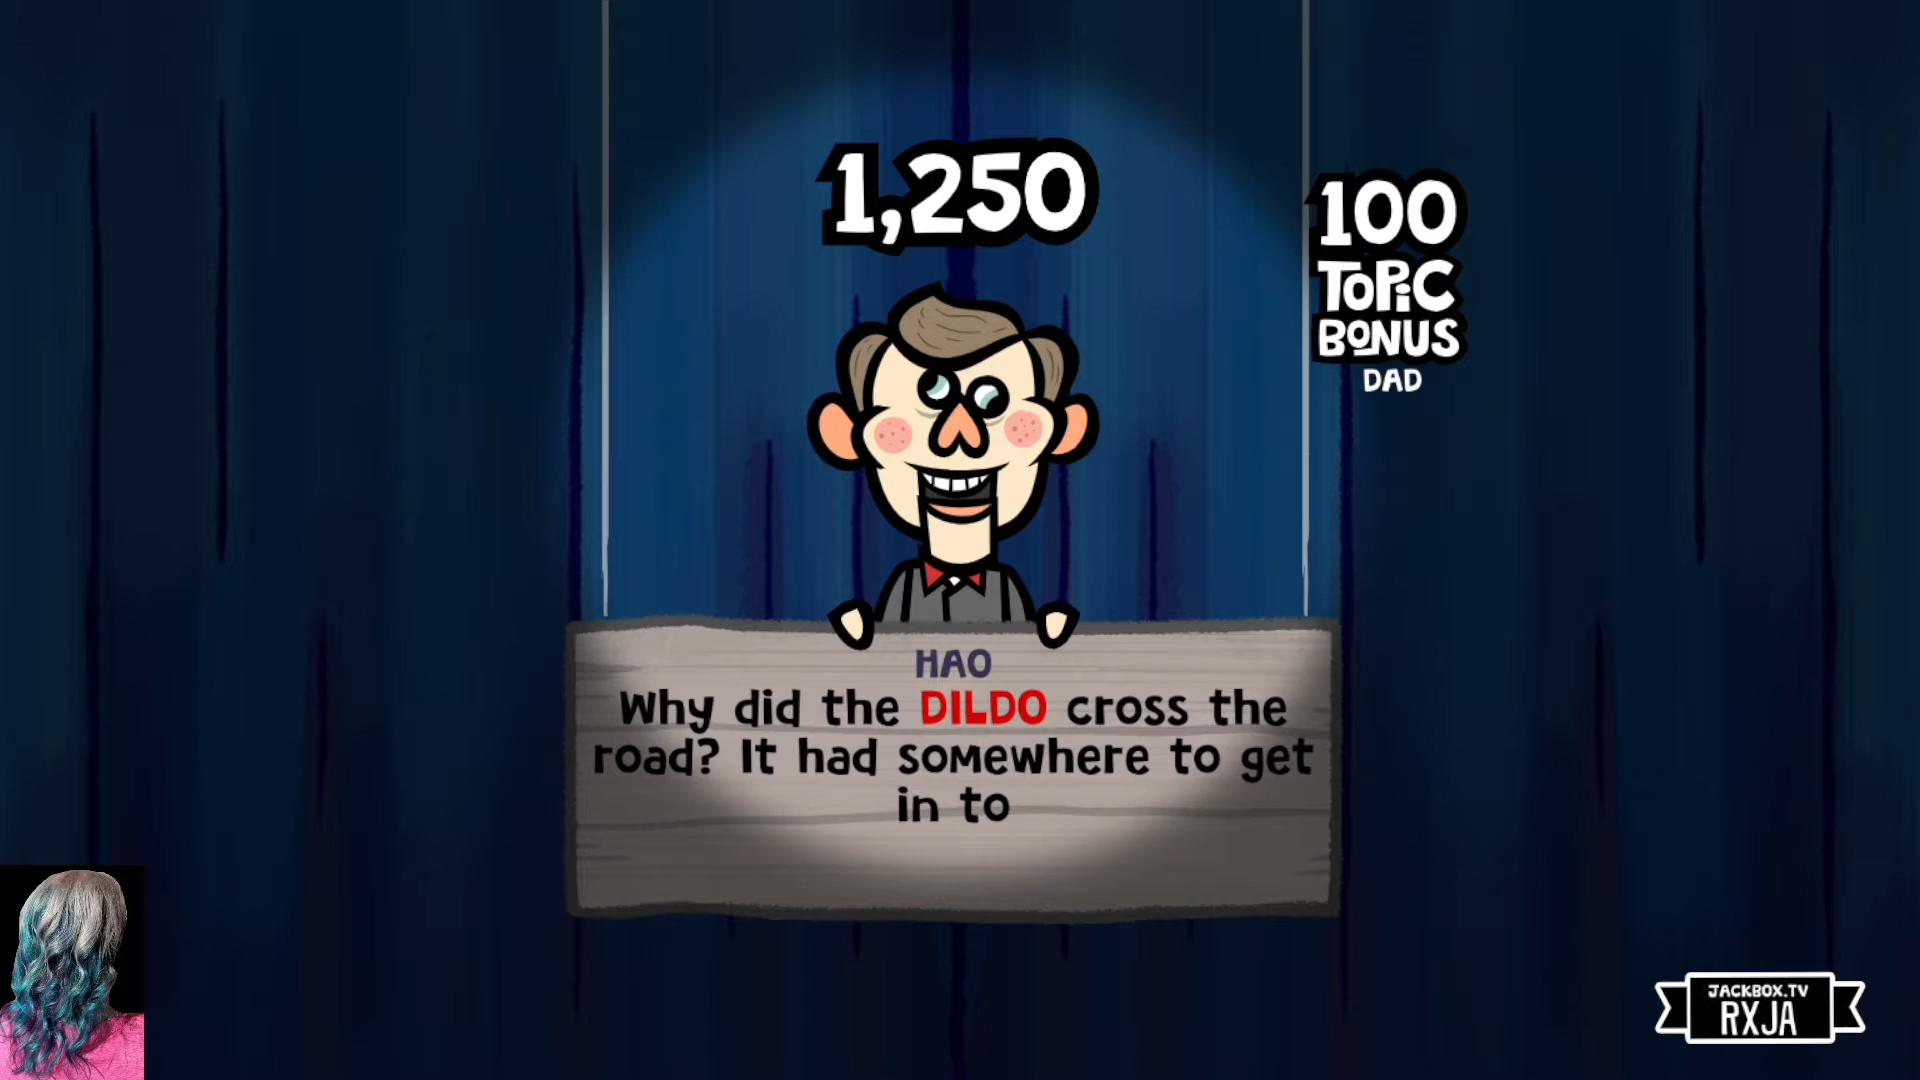 1,250
100
TOPIC
BONUS
DAD
HAO
Why did the DILDO cross the
road? It had somewhere to get
in to
JACKBOX.TV
RXJA